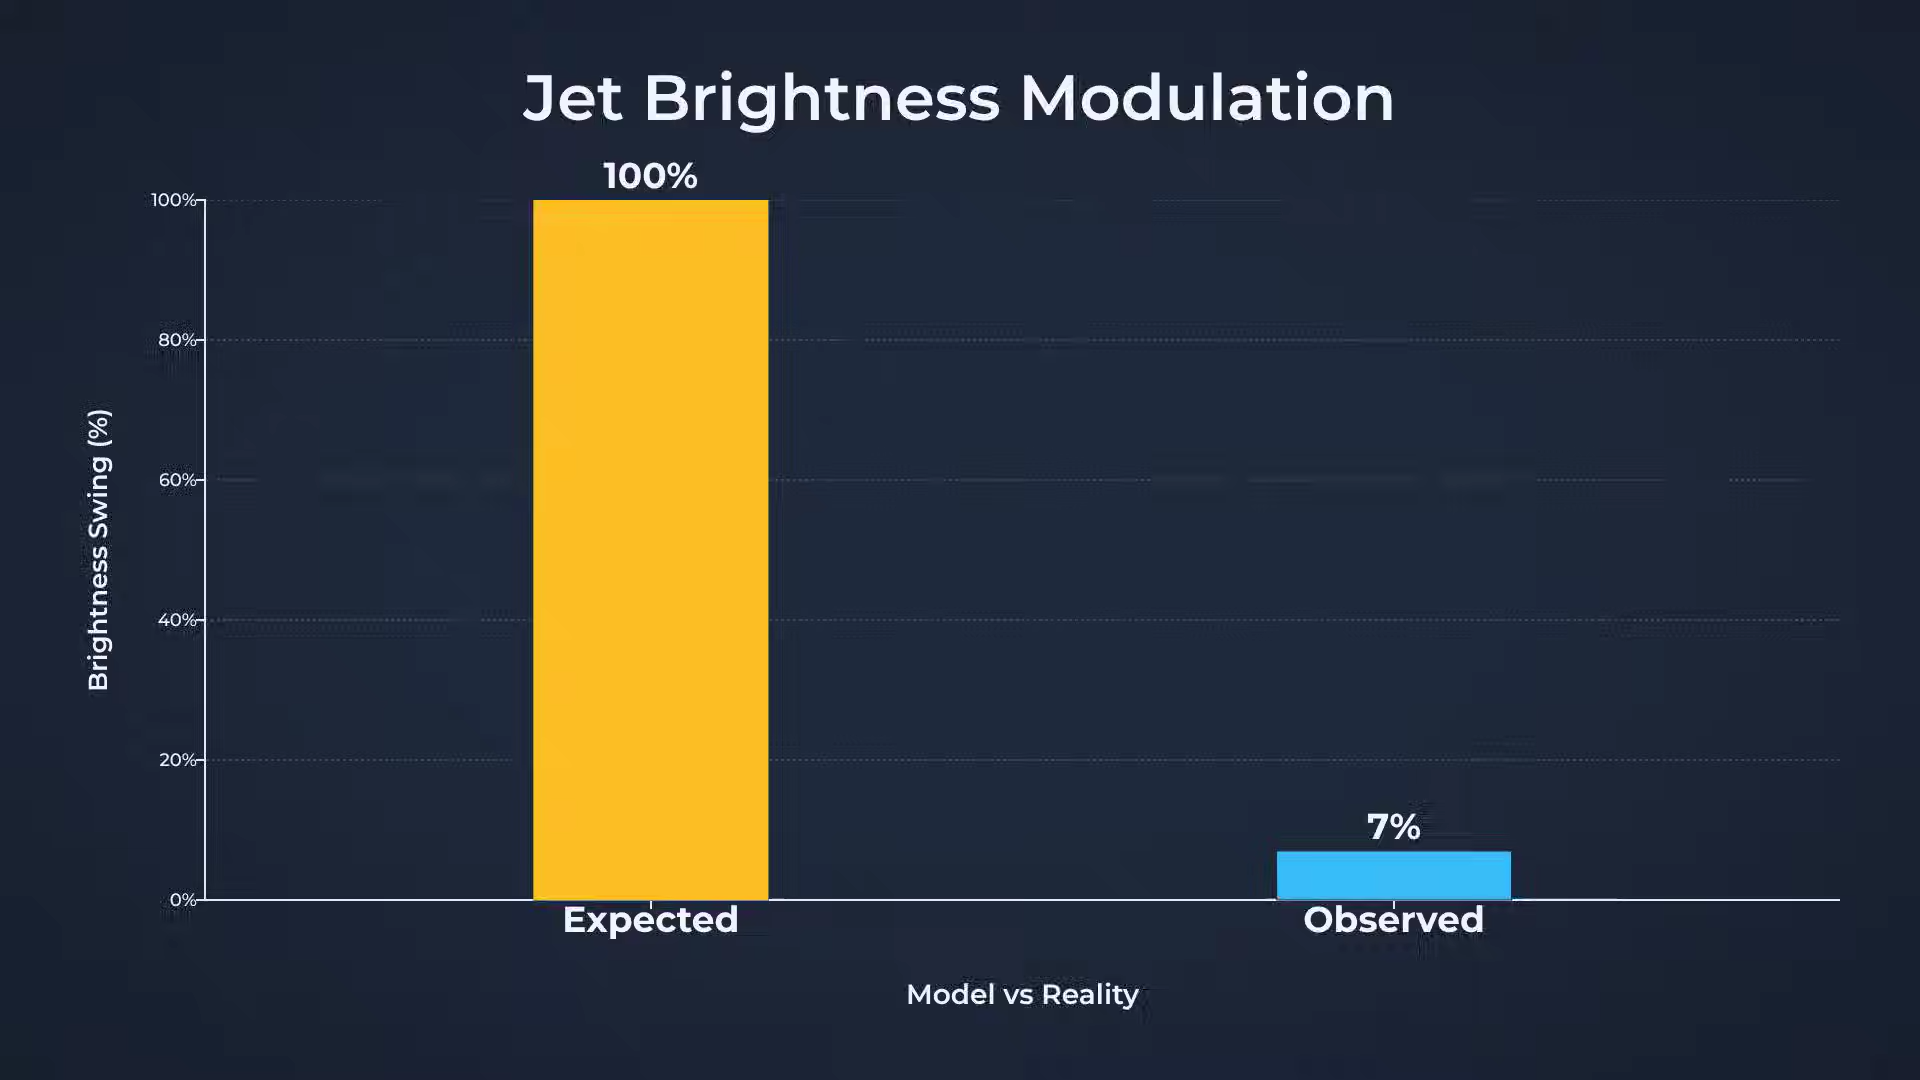 Jet Brightness Modulation
100%
100%
80%
60%
40%
20%
0%
Brightness Swing (%)
7%
Expected
Observed
Model vs Reality